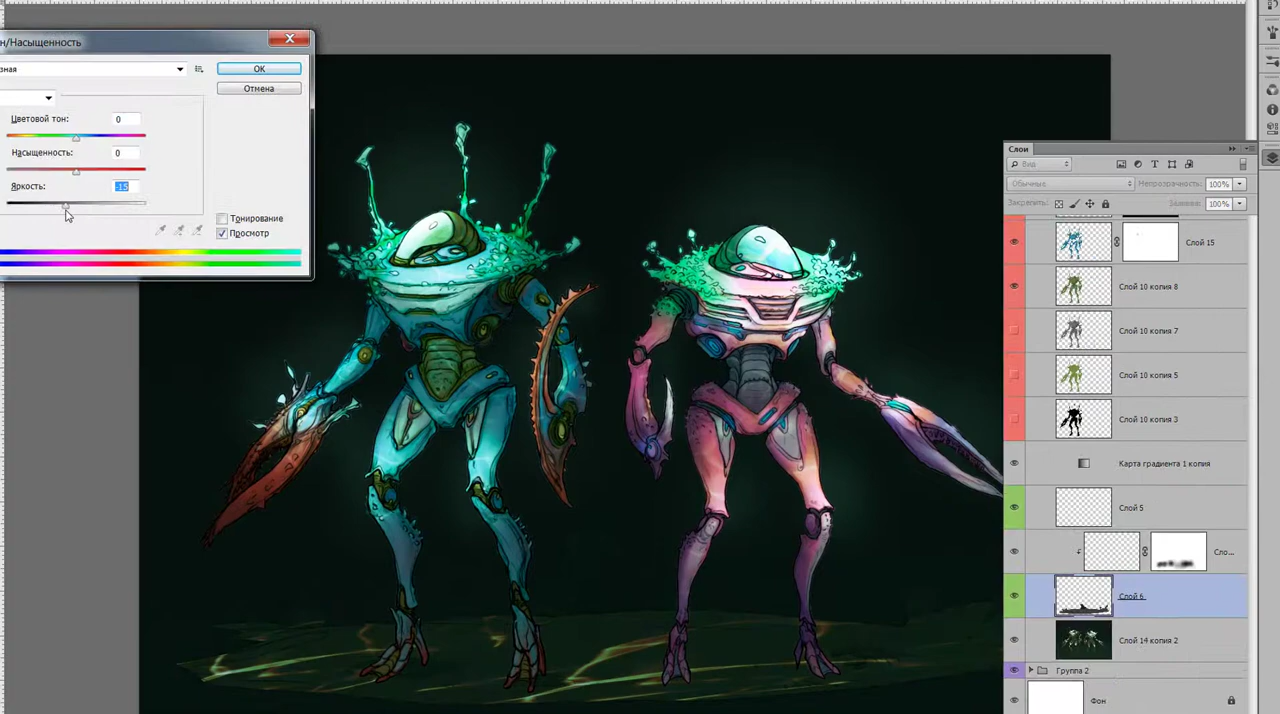 н/Насыщенность
зная
OK
Отмена
Цветовой тон:
0
Насыщенность:
0
Яркость:
-15
Тонирование
Просмотр
Слои
Вид
T
Обычные
Непрозрачность:
100%
Закрепить:
Заливка:
100%
Слой 15
Слой 10 копия 8
Слой 10 копия 7
Слой 10 копия 5
Слой 10 копия 3
Карта градиента 1 копия
Слой 5
Сло...
Слой 6
Слой 14 копия 2
Группа 2
Фон